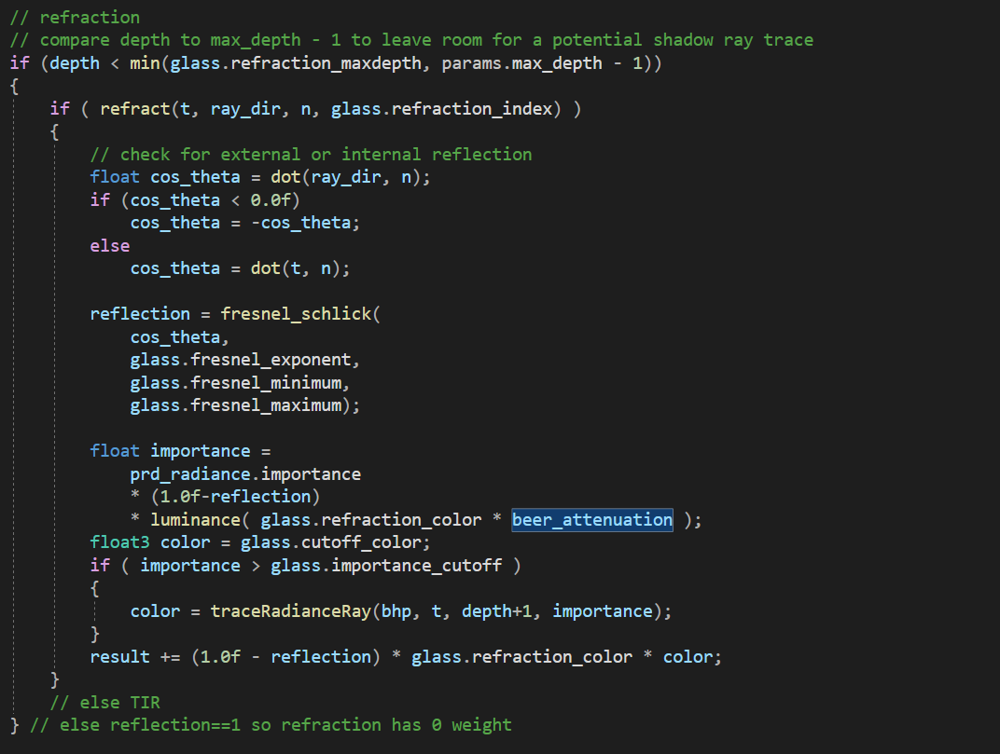 // refraction
// compare depth to max_depth - 1 to leave room for a potential shadow ray trace
if (depth < min(glass.refraction_maxdepth, params.max_depth - 1))
{
    if ( refract(t, ray_dir, n, glass.refraction_index) )
    {
        // check for external or internal reflection
        float cos_theta = dot(ray_dir, n);
        if (cos_theta < 0.0f)
            cos_theta = -cos_theta;
        else
            cos_theta = dot(t, n);

        reflection = fresnel_schlick(
            cos_theta,
            glass.fresnel_exponent,
            glass.fresnel_minimum,
            glass.fresnel_maximum);

        float importance =
            prd_radiance.importance
            * (1.0f-reflection)
            * luminance( glass.refraction_color * beer_attenuation );
        float3 color = glass.cutoff_color;
        if ( importance > glass.importance_cutoff )
        {
            color = traceRadianceRay(bhp, t, depth+1, importance);
        }
        result += (1.0f - reflection) * glass.refraction_color * color;
    }
    // else TIR
} // else reflection==1 so refraction has 0 weight